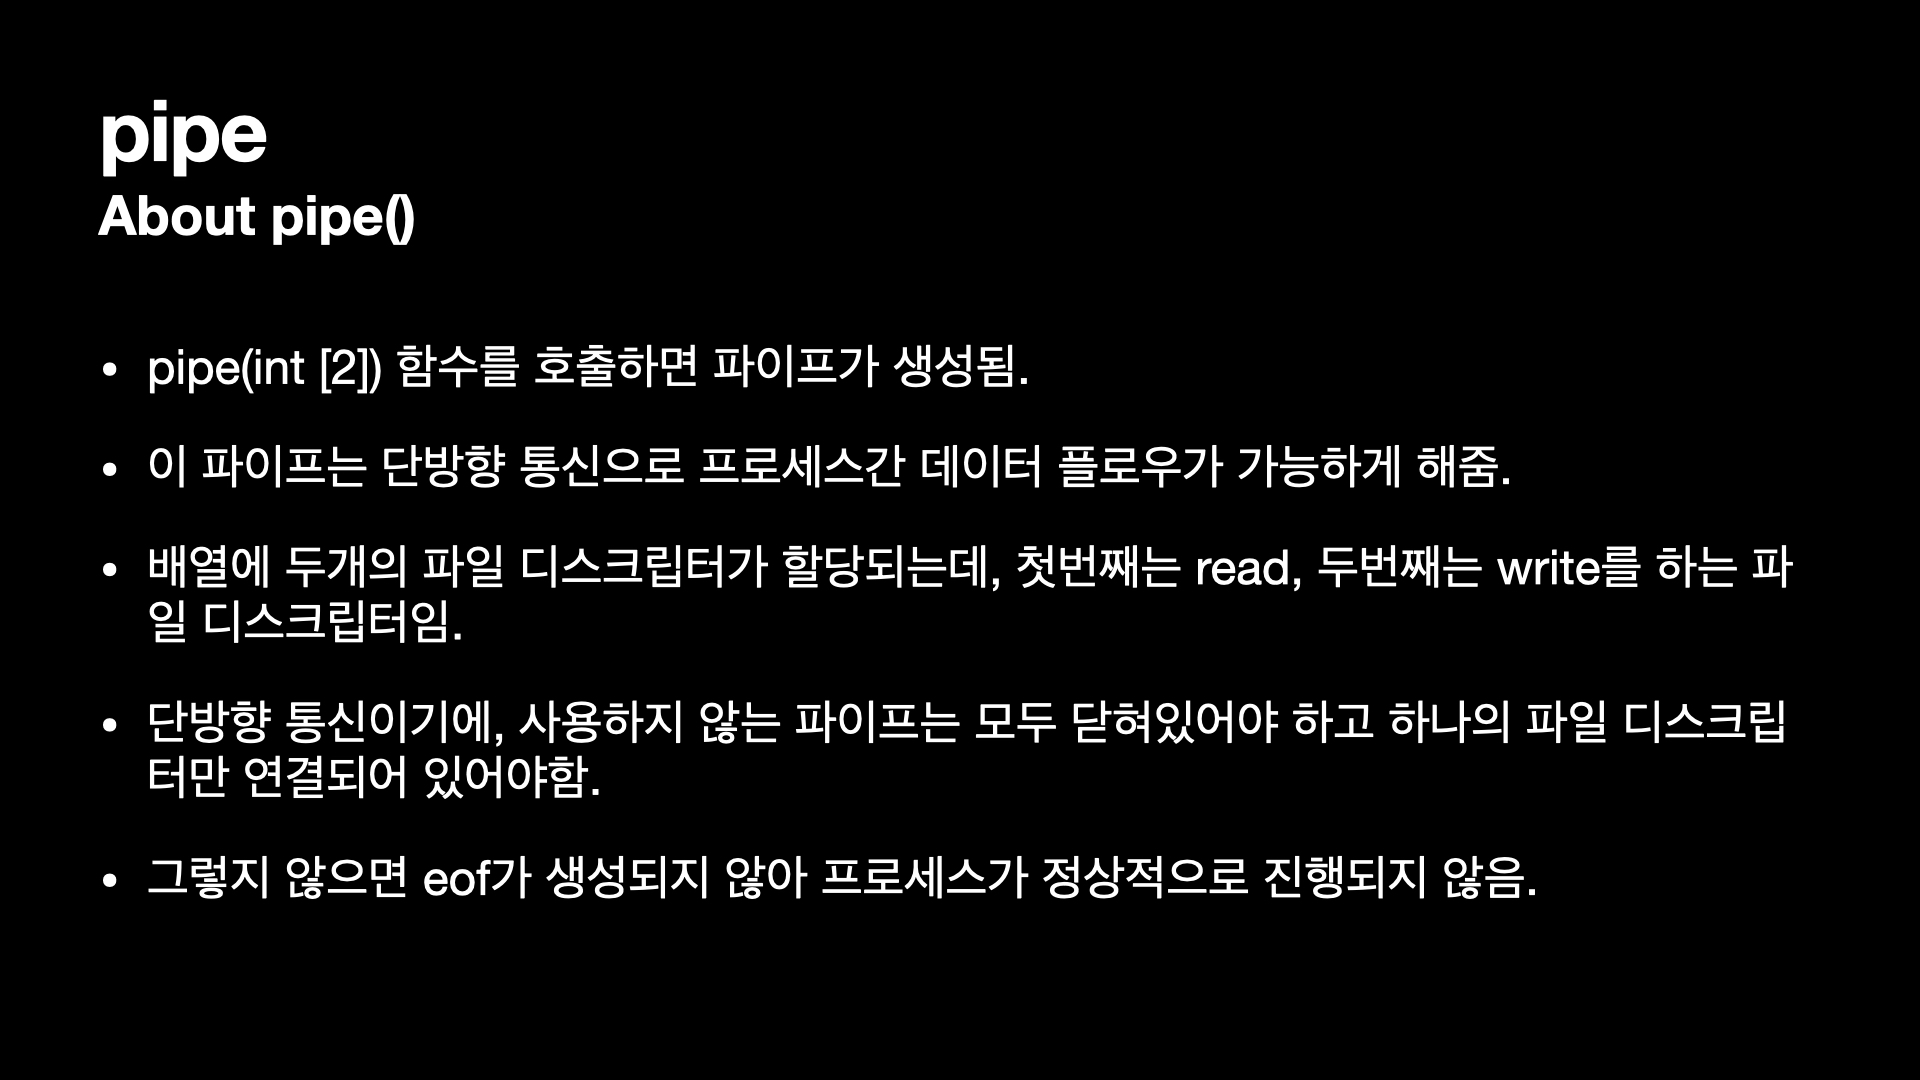 pipe
About pipe()
• pipe(int [2]) 함수를 호출하면 파이프가 생성됨.
• 이 파이프는 단방향 통신으로 프로세스간 데이터 플로우가 가능하게 해줌.
• 배열에 두개의 파일 디스크립터가 할당되는데, 첫번째는 read, 두번째는 write를 하는 파
일 디스크립터임.
• 단방향 통신이기에, 사용하지 않는 파이프는 모두 닫혀있어야 하고 하나의 파일 디스크립
터만 연결되어 있어야함.
• 그렇지 않으면 eof가 생성되지 않아 프로세스가 정상적으로 진행되지 않음.